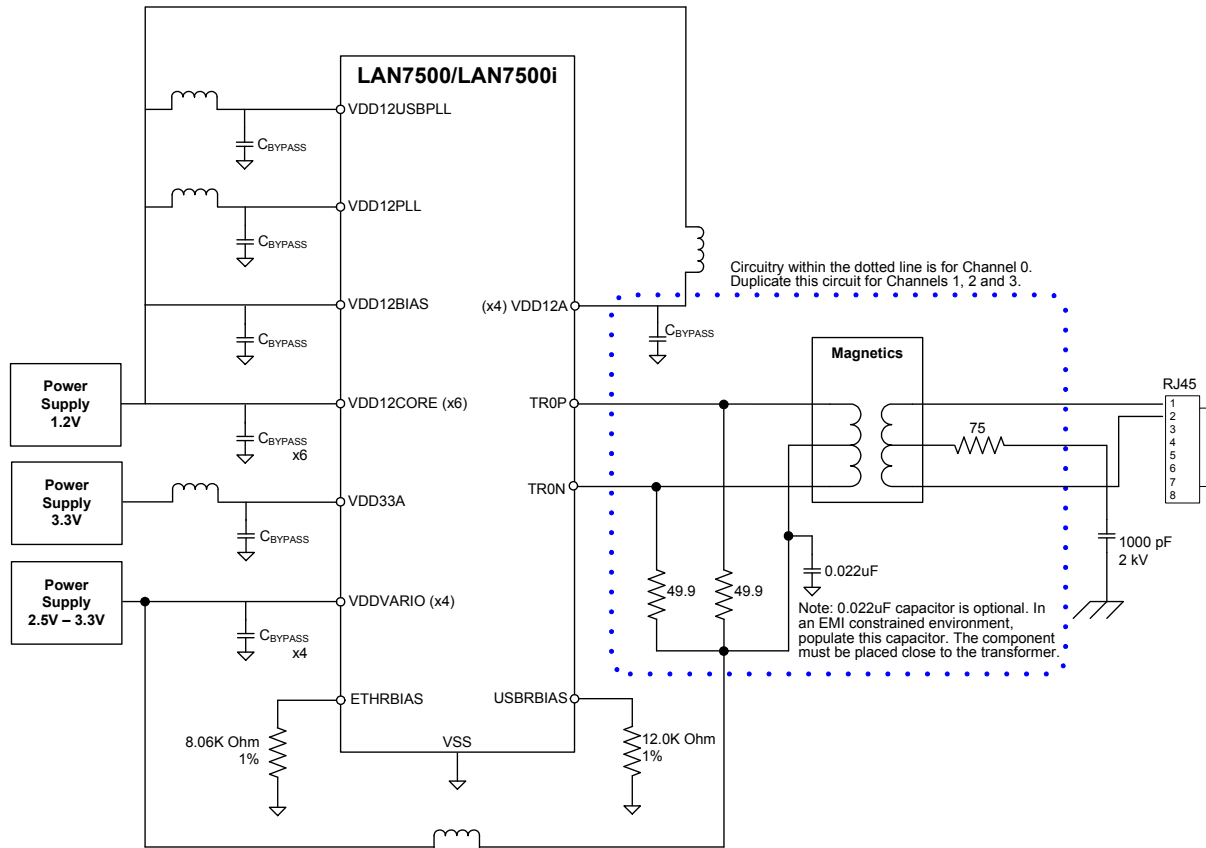 LAN7500/LAN7500i
VDD12USBPLL
CBYPASS
VDD12PLL
CBYPASS
Circuitry within the dotted line is for Channel 0.
Duplicate this circuit for Channels 1, 2 and 3.
VDD12BIAS
(x4) VDD12A
CBYPASS
CBYPASS
Magnetics
Power
Supply
1.2V
VDD12CORE (x6)
TR0P
RJ45
1
2
3
4
5
6
7
8
75
CBYPASS
x6
Power
Supply
3.3V
VDD33A
TR0N
CBYPASS
1000 pF
2 kV
0.022uF
Power
Supply
2.5V – 3.3V
VDDVARIO (x4)
49.9
49.9
Note: 0.022uF capacitor is optional. In
an EMI constrained environment,
populate this capacitor. The component
must be placed close to the transformer.
CBYPASS
x4
ETHRBIAS
USBRBIAS
8.06K Ohm
1%
VSS
12.0K Ohm
1%